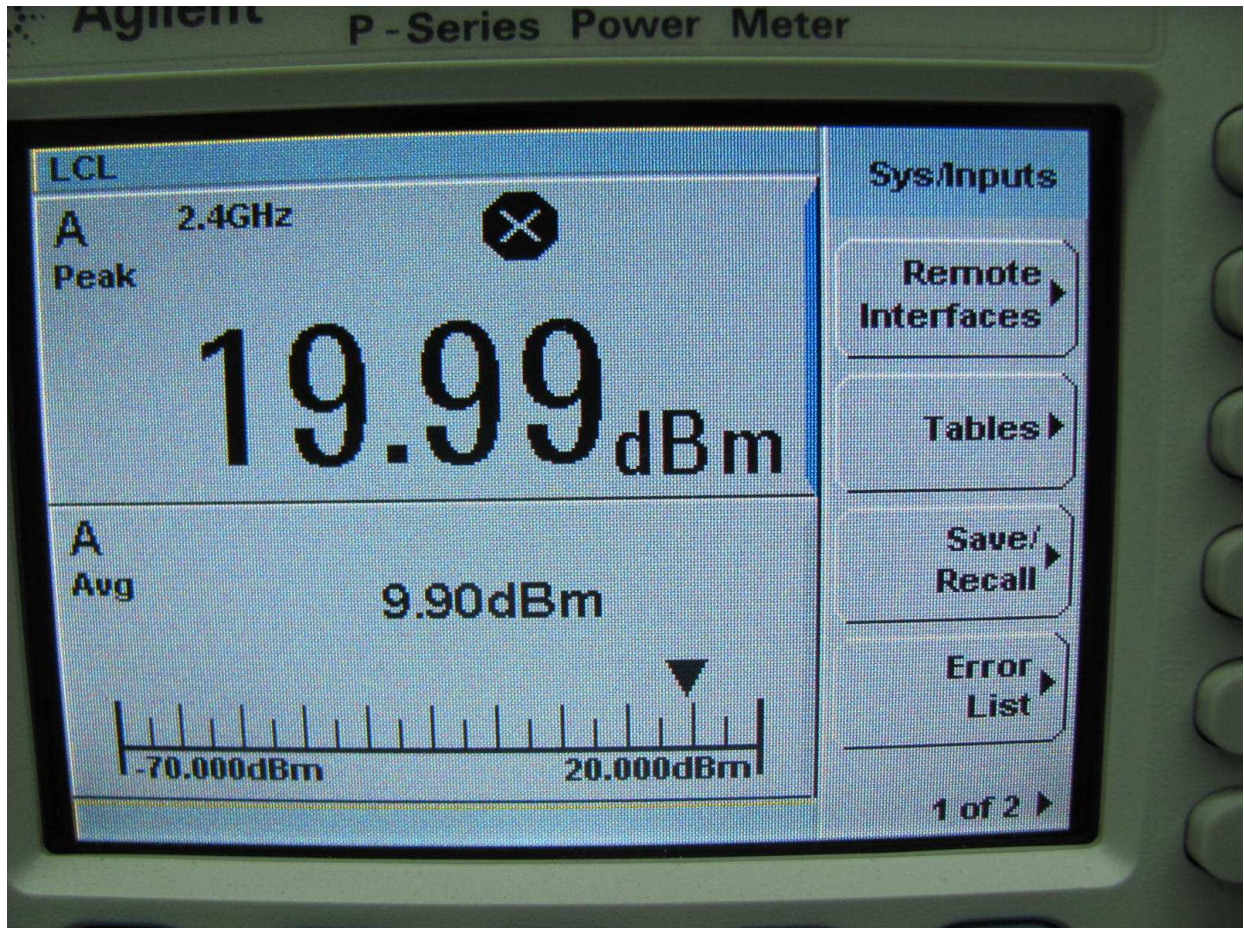 Agilent
P-Series Power Meter
LCL
Sys/Inputs
A 2.4GHz
Peak
19.99dBm
A
Avg
9.90dBm
-70.000dBm 20.000dBm
Remote
Interfaces
Tables
Save/
Recall
Error
List
1 of 2